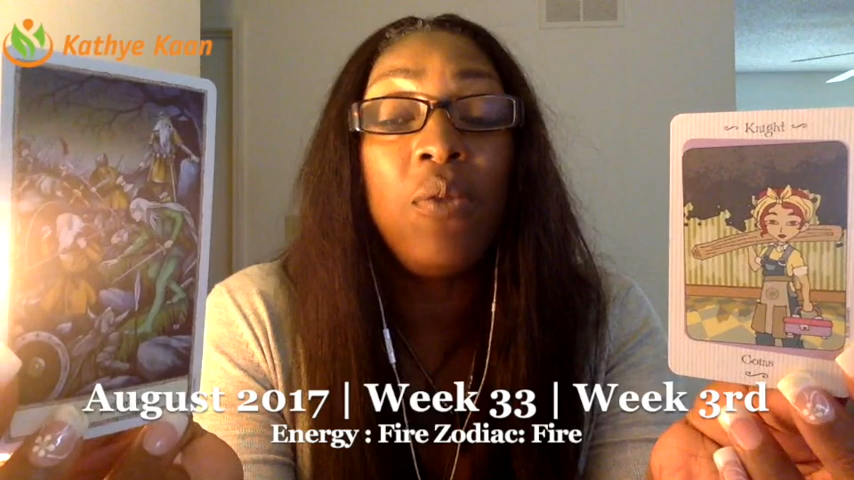 Kathye Kaan
Knight
Coins
August 2017 | Week 33 | Week 3rd
Energy : Fire Zodiac: Fire